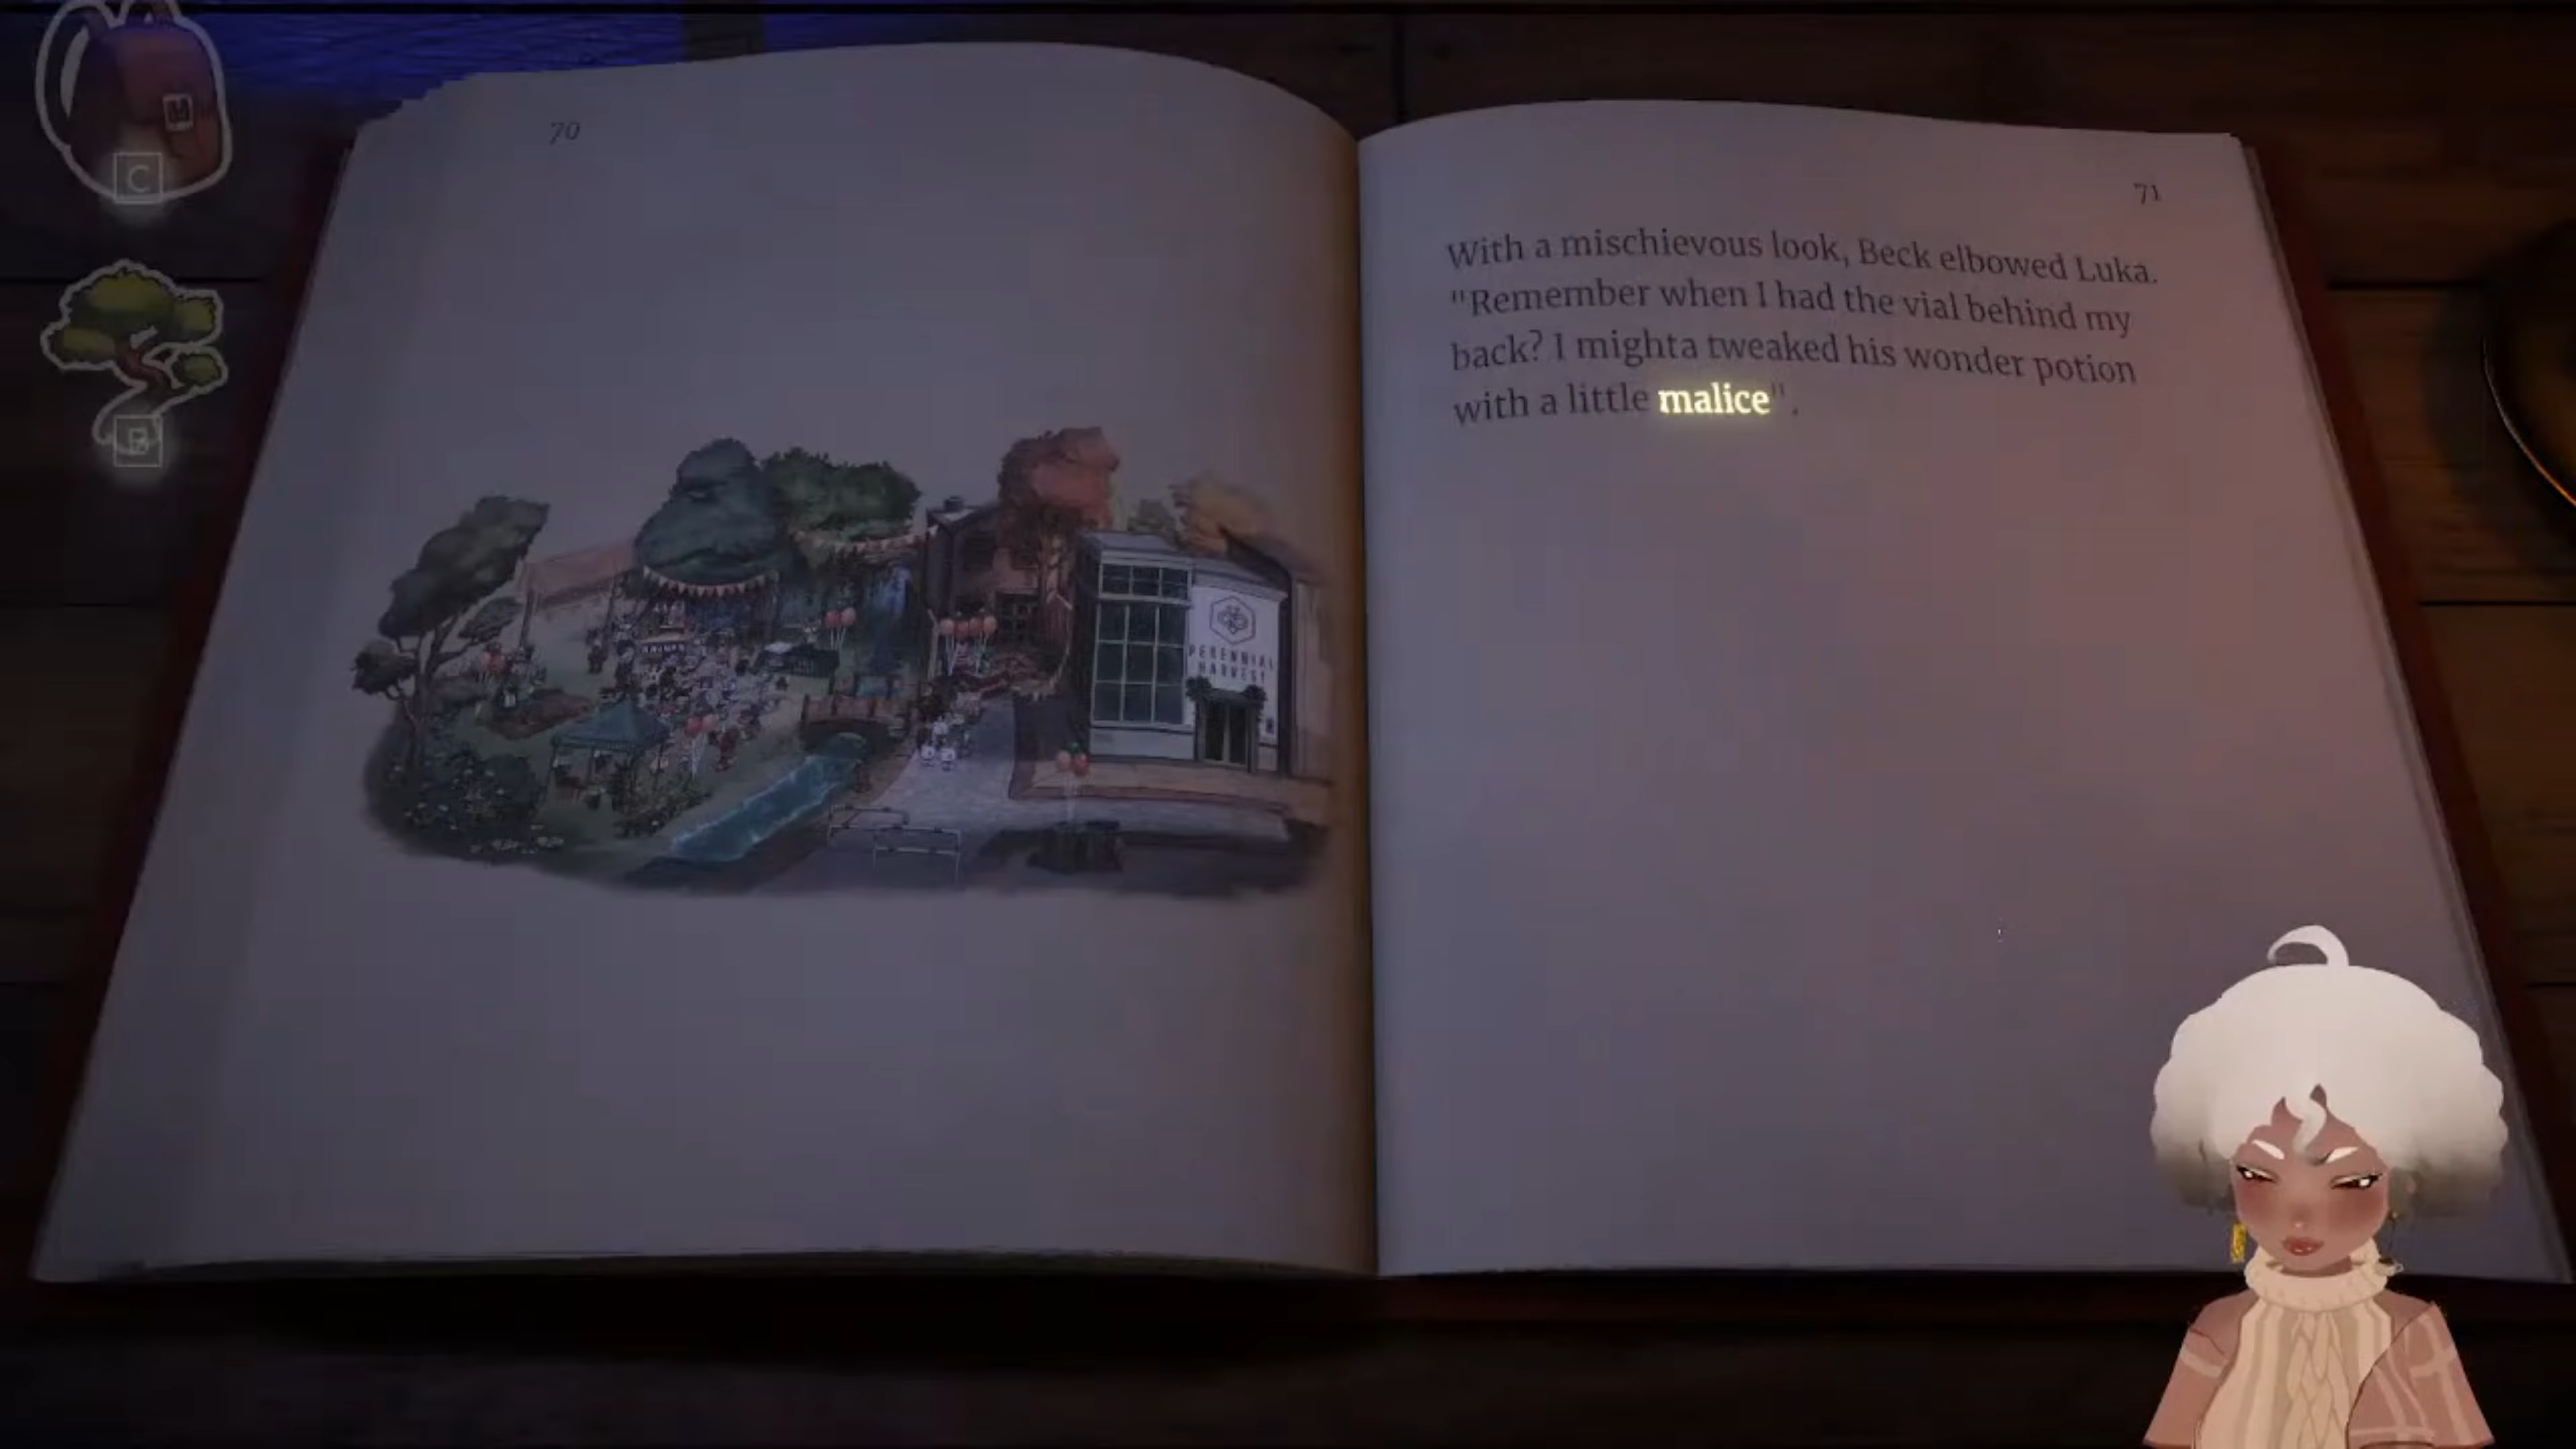 C
B
70
PERENNIAL
HARVEST
71
With a mischievous look, Beck elbowed Luka.
"Remember when I had the vial behind my
back? I mighta tweaked his wonder potion
with a little malice".